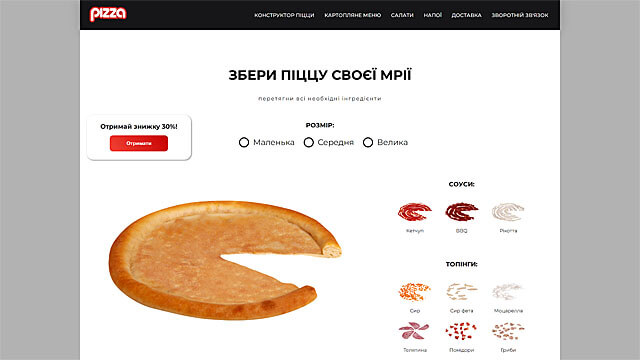 pizza
КОНСТРУКТОР ПІЦЦИ КАРТОПЛЯНЕ МЕНЮ САЛАТИ НАПОЇ ДОСТАВКА ЗВОРОТНІЙ ЗВ'ЯЗОК
ЗБЕРИ ПІЦЦУ СВОЄЇ МРІЇ
перетягни всі необхідні інгредієнти
Отримай знижку 30%!
Отримати
РОЗМІР:
Маленька Середня Велика
СОУСИ:
Кетчуп BBQ Рікотта
ТОПІНГИ:
Сир Сир фета Моцарелла
Телятина Помідори Гриби